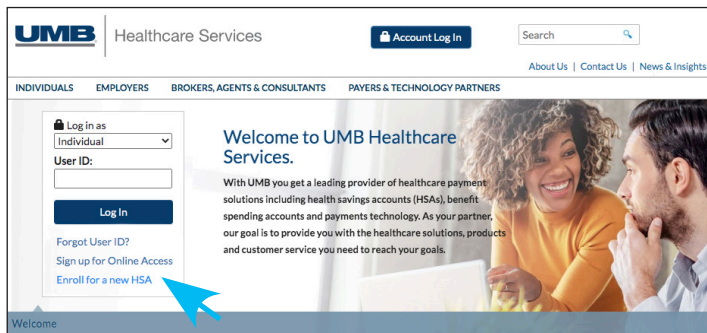 UMB Healthcare Services
Account Log In
Search
About Us | Contact Us | News & Insights
INDIVIDUALS EMPLOYERS BROKERS, AGENTS & CONSULTANTS PAYERS & TECHNOLOGY PARTNERS
Log in as
Individual
User ID:
Log In
Forgot User ID?
Sign up for Online Access
Enroll for a new HSA
Welcome to UMB Healthcare
Services.
With UMB you get a leading provider of healthcare payment
solutions including health savings accounts (HSAs), benefit
spending accounts and payments technology. As your partner,
our goal is to provide you with the healthcare solutions, products
and customer service you need to reach your goals.
Welcome